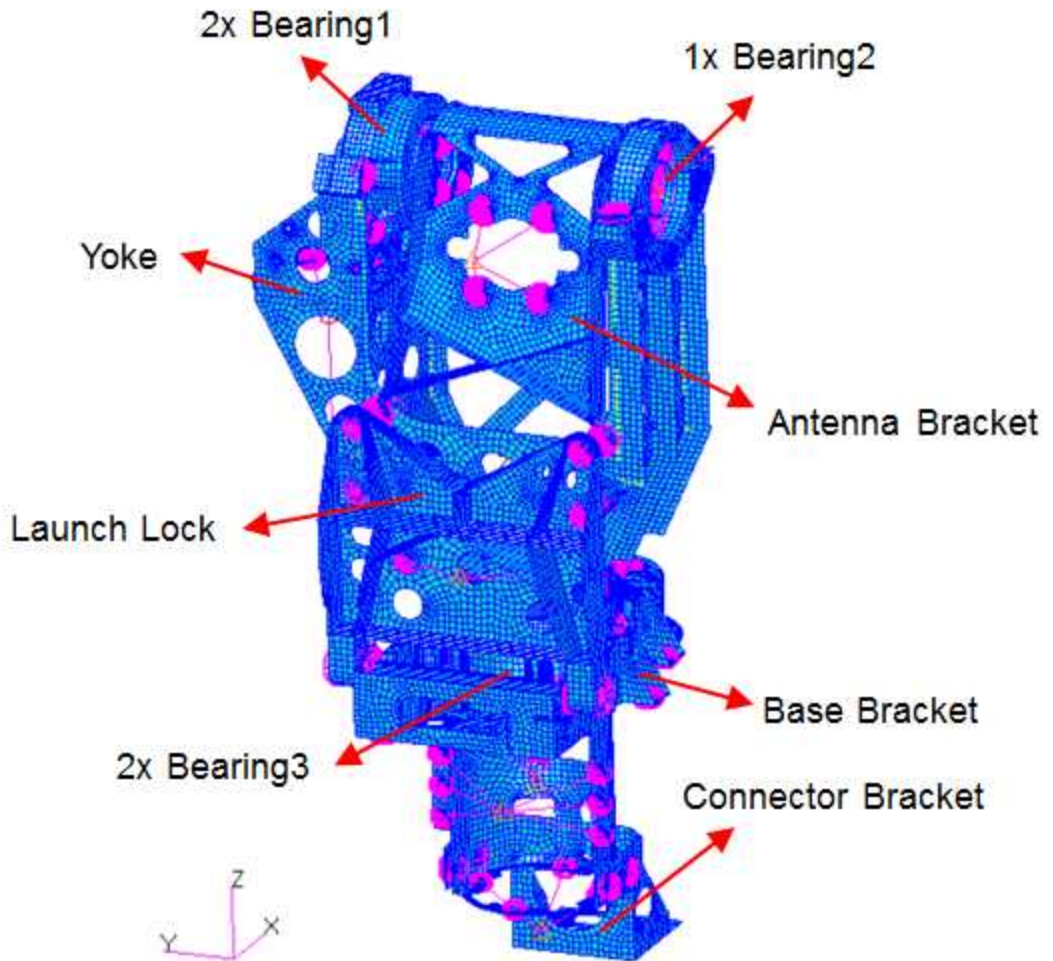 2x Bearing1
1x Bearing2
Yoke
Antenna Bracket
Launch Lock
Base Bracket
2x Bearing3
Connector Bracket
Z
Y
X